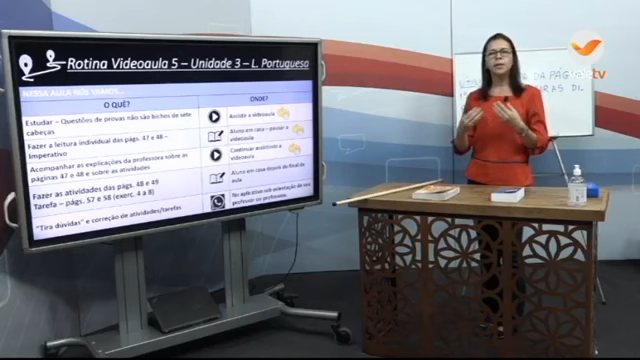 Rotina Videoaula 5 – Unidade 3 – L. Portuguesa
NESSA AULA NÓS VAMOS...
O QUÊ?
ONDE?
Estudar – Questões de provas não são bichos de sete cabeças
Assistir a videoaula
Fazer a leitura individual das págs. 47 e 48 – Imperativo
Aluno em casa – pausar a videoaula
Acompanhar as explicações da professora sobre as páginas 47 e 48 e sobre as atividades
Continuar assistindo a videoaula
Fazer as atividades das págs. 48 e 49
Tarefa – págs. 57 e 58 (exerc. 4 a 8)
Aluno em casa depois do final da aula
"Tira dúvidas" e correção de atividades/tarefas
No aplicativo sob orientação de seu professor ou professora
DA PÁG
tv